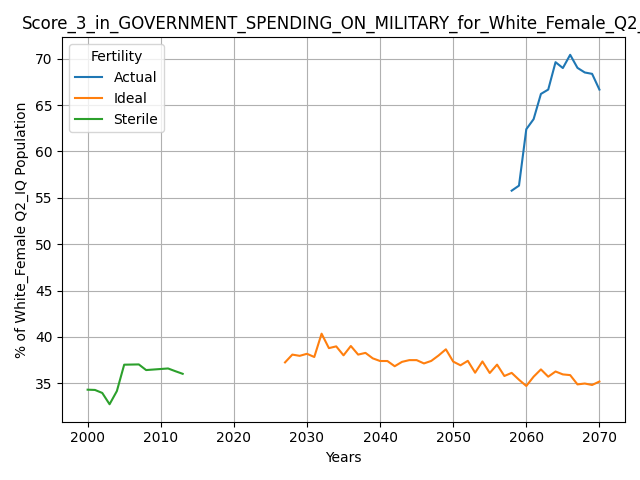 Score_3_in_GOVERNMENT_SPENDING_ON_MILITARY_for_White_Female_Q2_
Fertility
Actual
Ideal
Sterile
% of White_Female Q2_IQ Population
70
65
60
55
50
45
40
35
2000 2010 2020 2030 2040 2050 2060 2070
Years